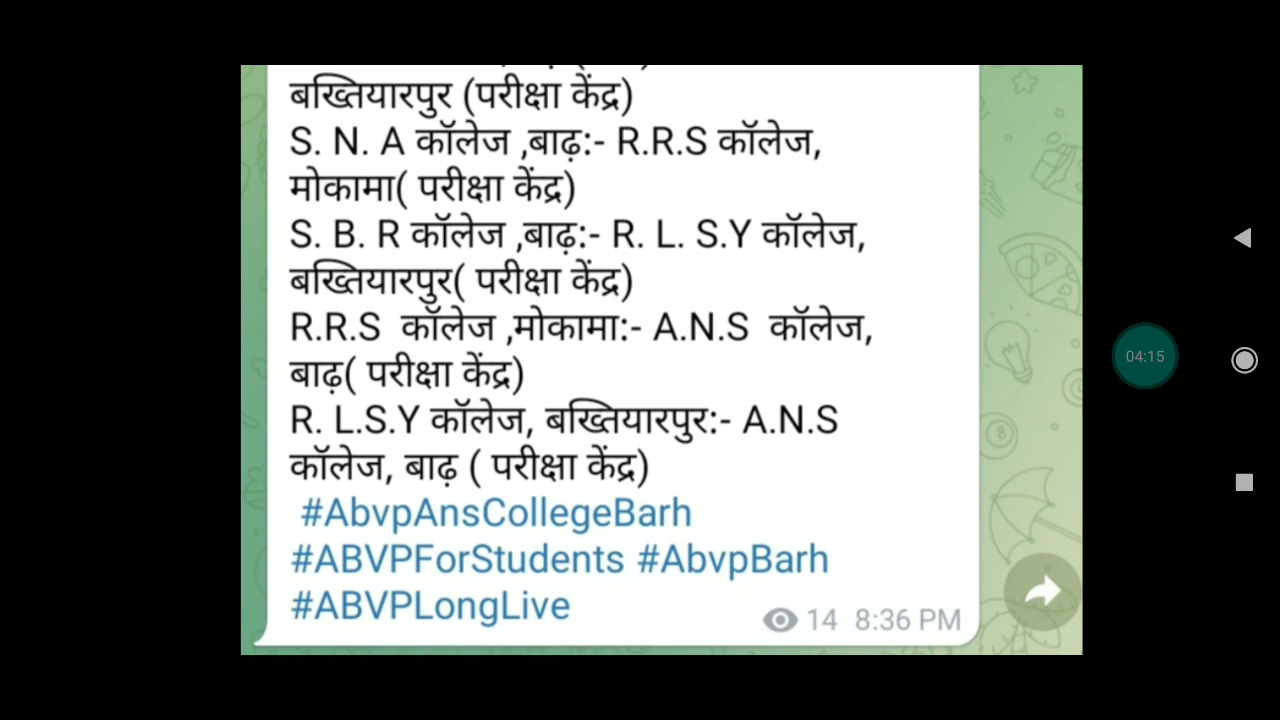 बख्तियारपुर (परीक्षा केंद्र)
S. N. A कॉलेज ,बाढ़:- R.R.S कॉलेज,
मोकामा( परीक्षा केंद्र)
S. B. R कॉलेज ,बाढ़:- R. L. S.Y कॉलेज,
बख्तियारपुर( परीक्षा केंद्र)
R.R.S कॉलेज ,मोकामा:- A.N.S कॉलेज,
बाढ़( परीक्षा केंद्र)
R. L.S.Y कॉलेज, बख्तियारपुर:- A.N.S
कॉलेज, बाढ़ ( परीक्षा केंद्र)
#AbvpAnsCollegeBarh
#ABVPForStudents #AbvpBarh
#ABVPLongLive
14 8:36 PM
04:15